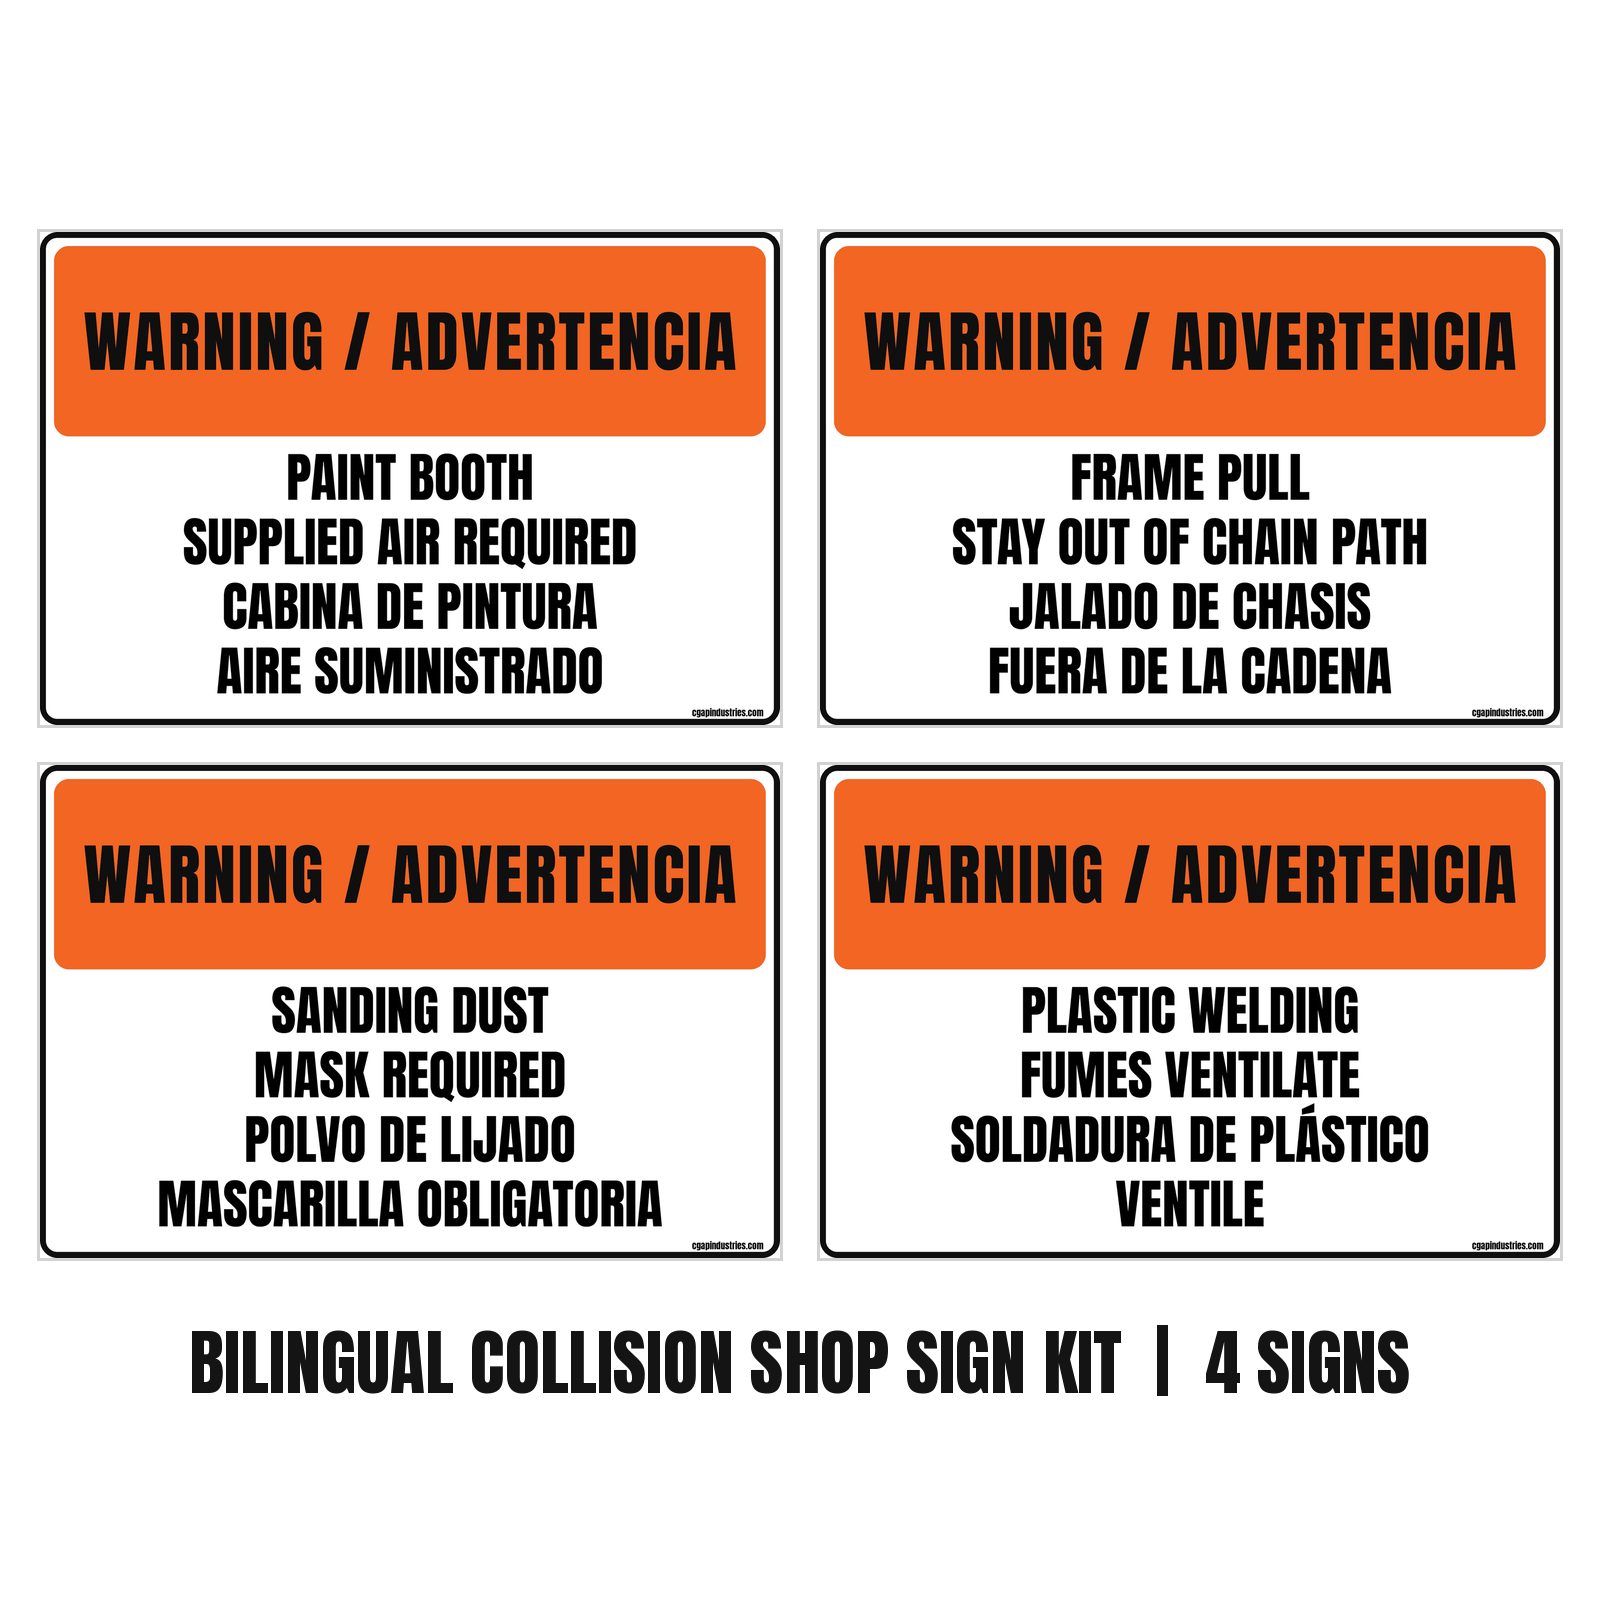 WARNING / ADVERTENCIA
PAINT BOOTH
SUPPLIED AIR REQUIRED
CABINA DE PINTURA
AIRE SUMINISTRADO
cgapindustries.com
WARNING / ADVERTENCIA
FRAME PULL
STAY OUT OF CHAIN PATH
JALADO DE CHASIS
FUERA DE LA CADENA
cgapindustries.com
WARNING / ADVERTENCIA
SANDING DUST
MASK REQUIRED
POLVO DE LIJADO
MASCARILLA OBLIGATORIA
cgapindustries.com
WARNING / ADVERTENCIA
PLASTIC WELDING
FUMES VENTILATE
SOLDADURA DE PLÁSTICO
VENTILE
cgapindustries.com
BILINGUAL COLLISION SHOP SIGN KIT | 4 SIGNS